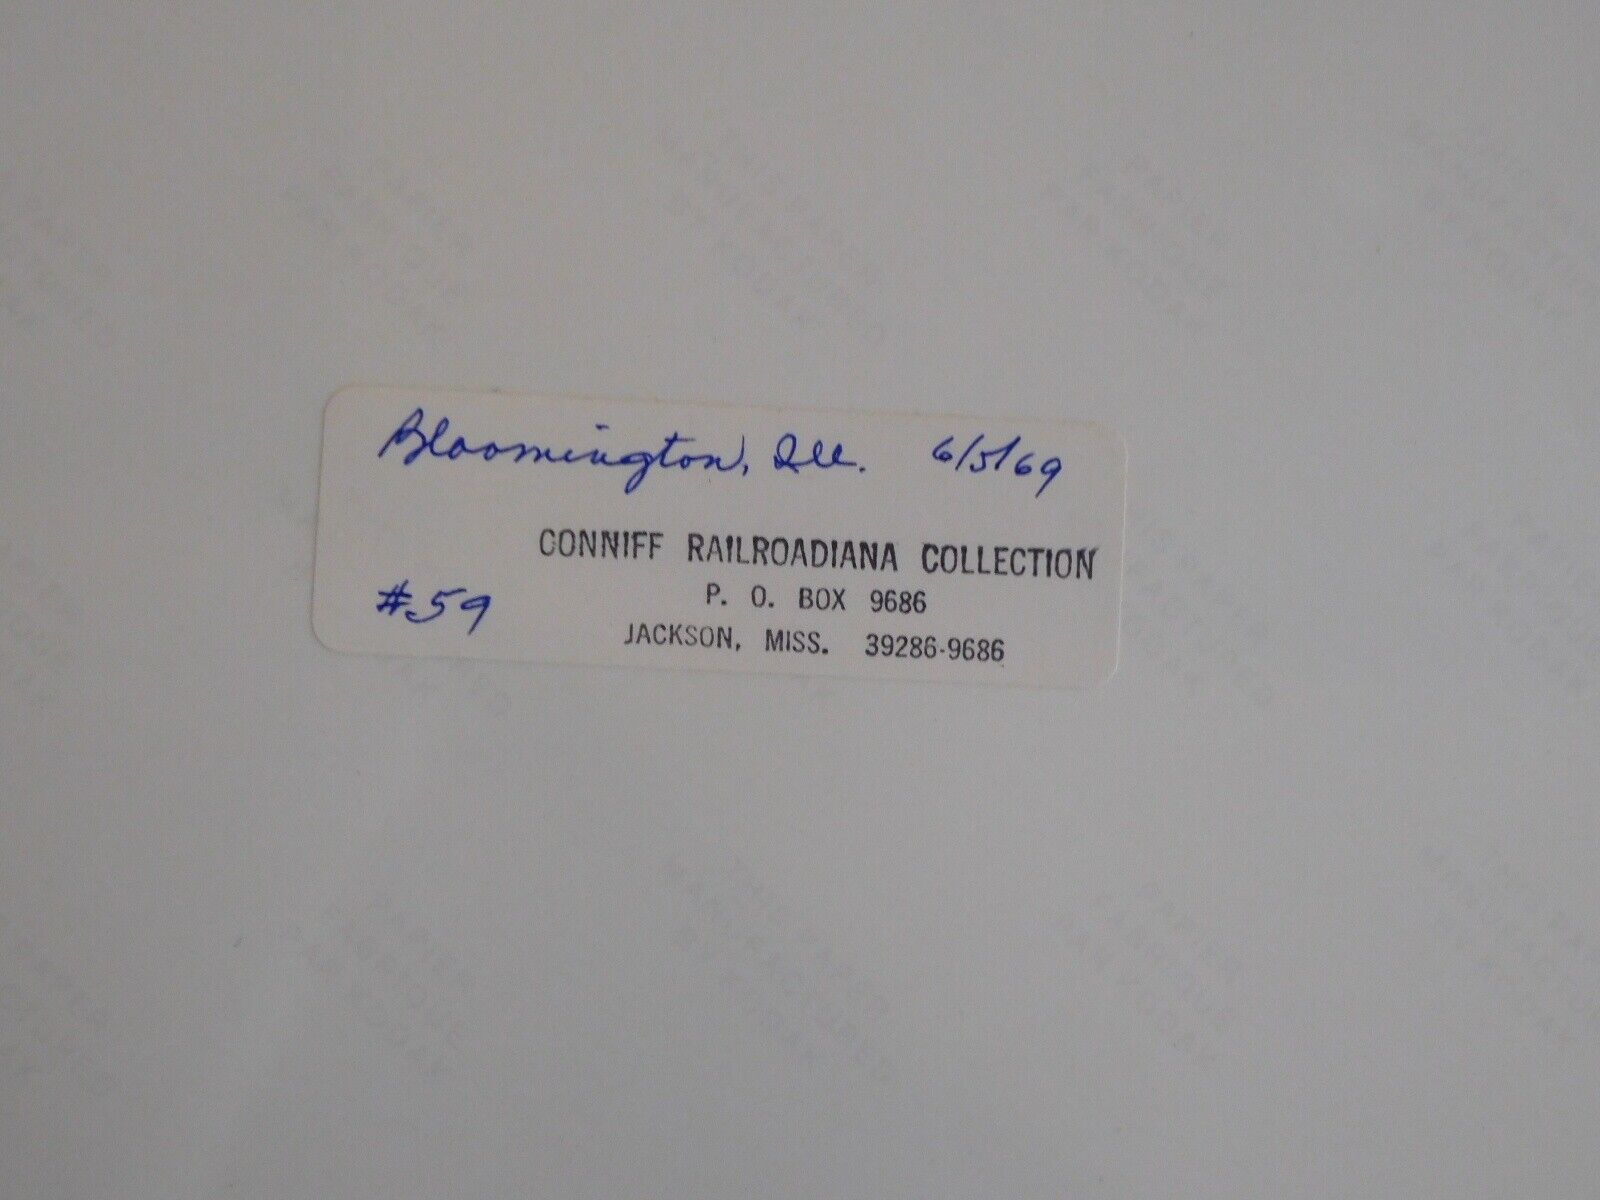 Bloomington, Ill. 6/5/69
CONNIFF RAILROADIANA COLLECTION
#59 P. O. BOX 9686
JACKSON, MISS. 39286-9686